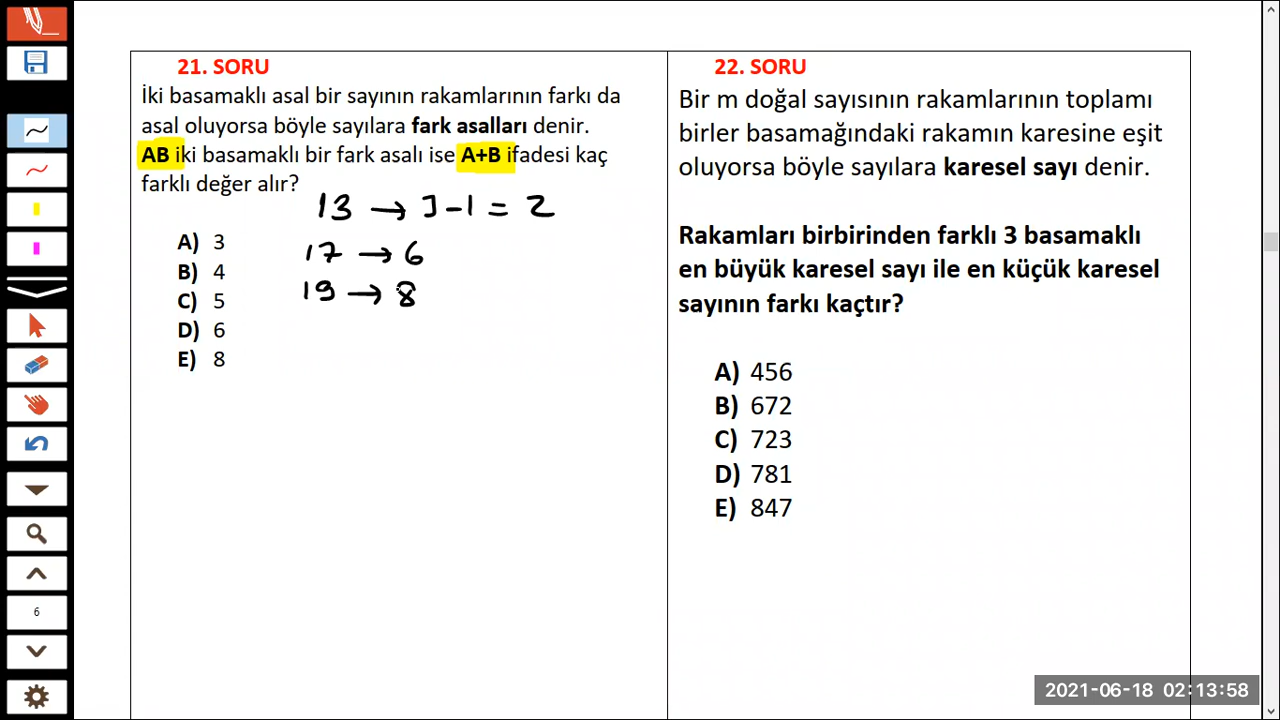 21. SORU
İki basamaklı asal bir sayının rakamlarının farkı da
asal oluyorsa böyle sayılara fark asalları denir.
AB iki basamaklı bir fark asalı ise A+B ifadesi kaç
farklı değer alır?
13 → 3-1 = 2
17 → 6
19 → 8
A) 3
B) 4
C) 5
D) 6
E) 8
22. SORU
Bir m doğal sayısının rakamlarının toplamı
birler basamağındaki rakamın karesine eşit
oluyorsa böyle sayılara karesel sayı denir.
Rakamları birbirinden farklı 3 basamaklı
en büyük karesel sayı ile en küçük karesel
sayının farkı kaçtır?
A) 456
B) 672
C) 723
D) 781
E) 847
6
2021-06-18 02:13:58